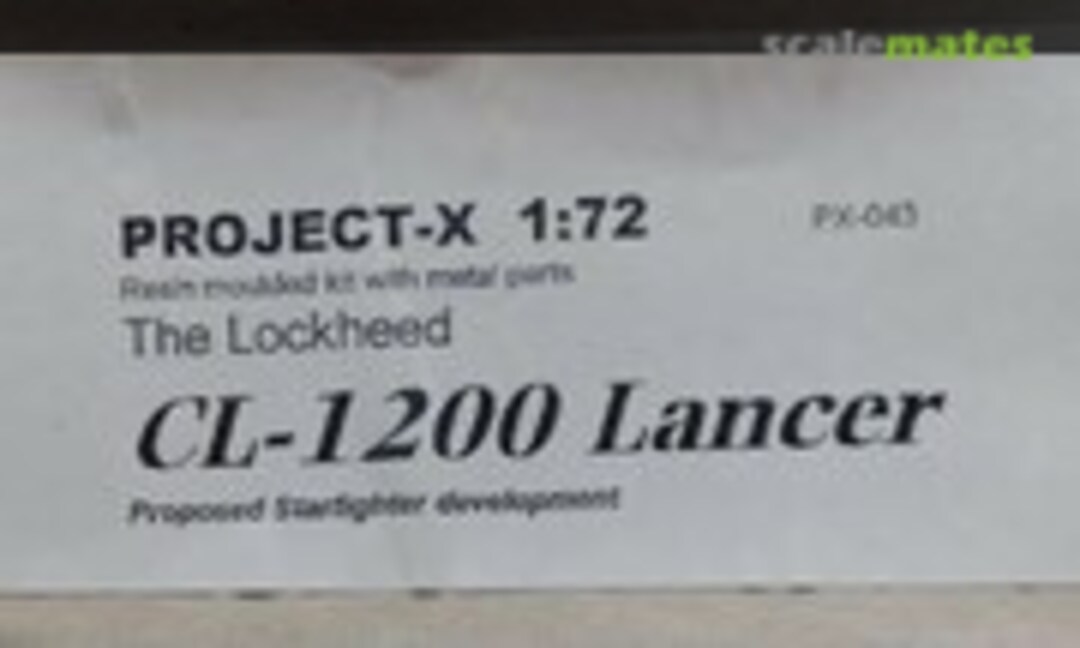 scalemates
PROJECT-X 1:72 PX-043
Resin moulded kit with metal parts
The Lockheed
CL-1200 Lancer
Proposed Starfighter development